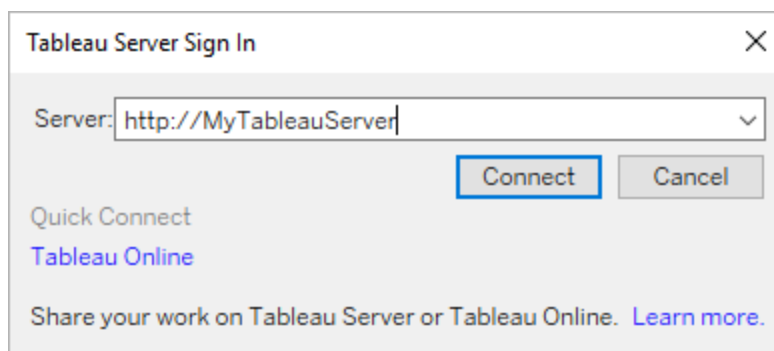 Tableau Server Sign In
Server: http://MyTableauServer
Connect Cancel
Quick Connect
Tableau Online
Share your work on Tableau Server or Tableau Online. Learn more.